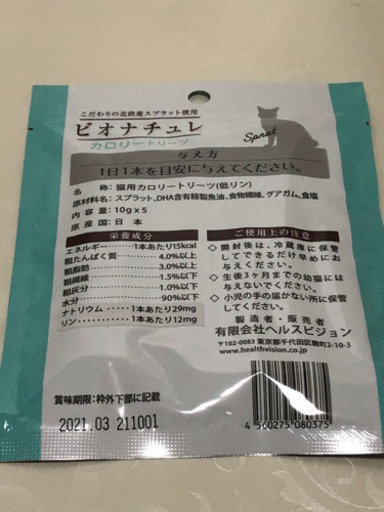 こだわりの北欧産スプラット使用
ビオナチュレ
カロリートリーツ
Sprat
与え方
1日1本を目安に与えてください。
名 称：猫用カロリートリーツ(低リン)
原材料名：スプラット、DHA含有精製魚油、食物繊維、グアガム、食塩
内 容 量：10g×5
原 産 国：日本
栄養成分
エネルギー……1本あたり15kcal
粗たんぱく質……4.0%以上
粗脂肪……3.0%以上
粗繊維……1.5%以下
粗灰分……1.0%以下
水分……90%以下
ナトリウム……1本あたり29mg
リン……1本あたり12mg
ご使用上の注意
◇開封後は、冷蔵庫に保管
してできるだけ早めにお
与えください。
◇生後3ヶ月までの幼猫には
与えないでください。
◇小児の手の届かない所に保管
してください。
製造者・販売者
有限会社ヘルスビジョン
〒102-0083 東京都千代田区麹町2-10-3
www.healthvision.co.jp
賞味期限：枠外下部に記載
2021.03 211001
4 560275 080375